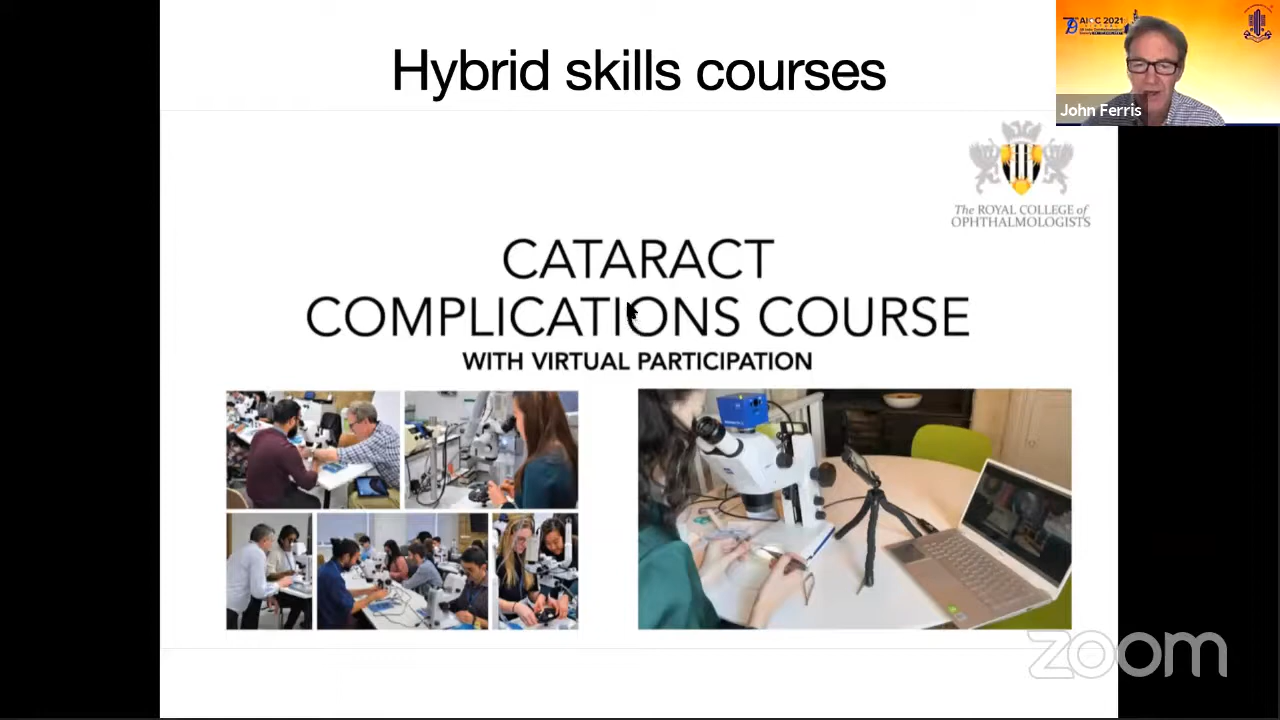 Hybrid skills courses
AIOC 2021
John Ferris
The ROYAL COLLEGE of
OPHTHALMOLOGISTS
CATARACT
COMPLICATIONS COURSE
WITH VIRTUAL PARTICIPATION
zoom